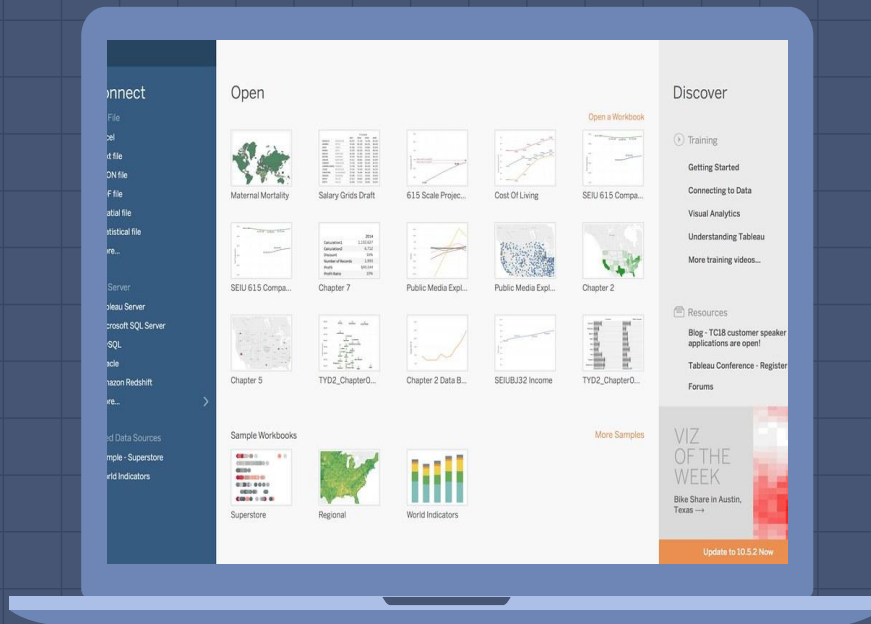 onnect
File
cel
xt file
ON file
F file
atial file
atistical file
re...
Server
bleau Server
crosoft SQL Server
SQL
acle
nazon Redshift
re...
ed Data Sources
mple - Superstore
orld Indicators
Open
Open a Workbook
Maternal Mortality
Salary Grids Draft
615 Scale Projec...
Cost Of Living
SEIU 615 Compa...
SEIU 615 Compa...
Chapter 7
Public Media Expl...
Public Media Expl...
Chapter 2
Chapter 5
TYD2_Chapter0...
Chapter 2 Data B...
SEIUBJ32 Income
TYD2_Chapter0...
Sample Workbooks
More Samples
Superstore
Regional
World Indicators
Discover
Training
Getting Started
Connecting to Data
Visual Analytics
Understanding Tableau
More training videos...
Resources
Blog - TC18 customer speaker
applications are open!
Tableau Conference - Register
Forums
VIZ
OF THE
WEEK
Bike Share in Austin,
Texas →
Update to 10.5.2 Now